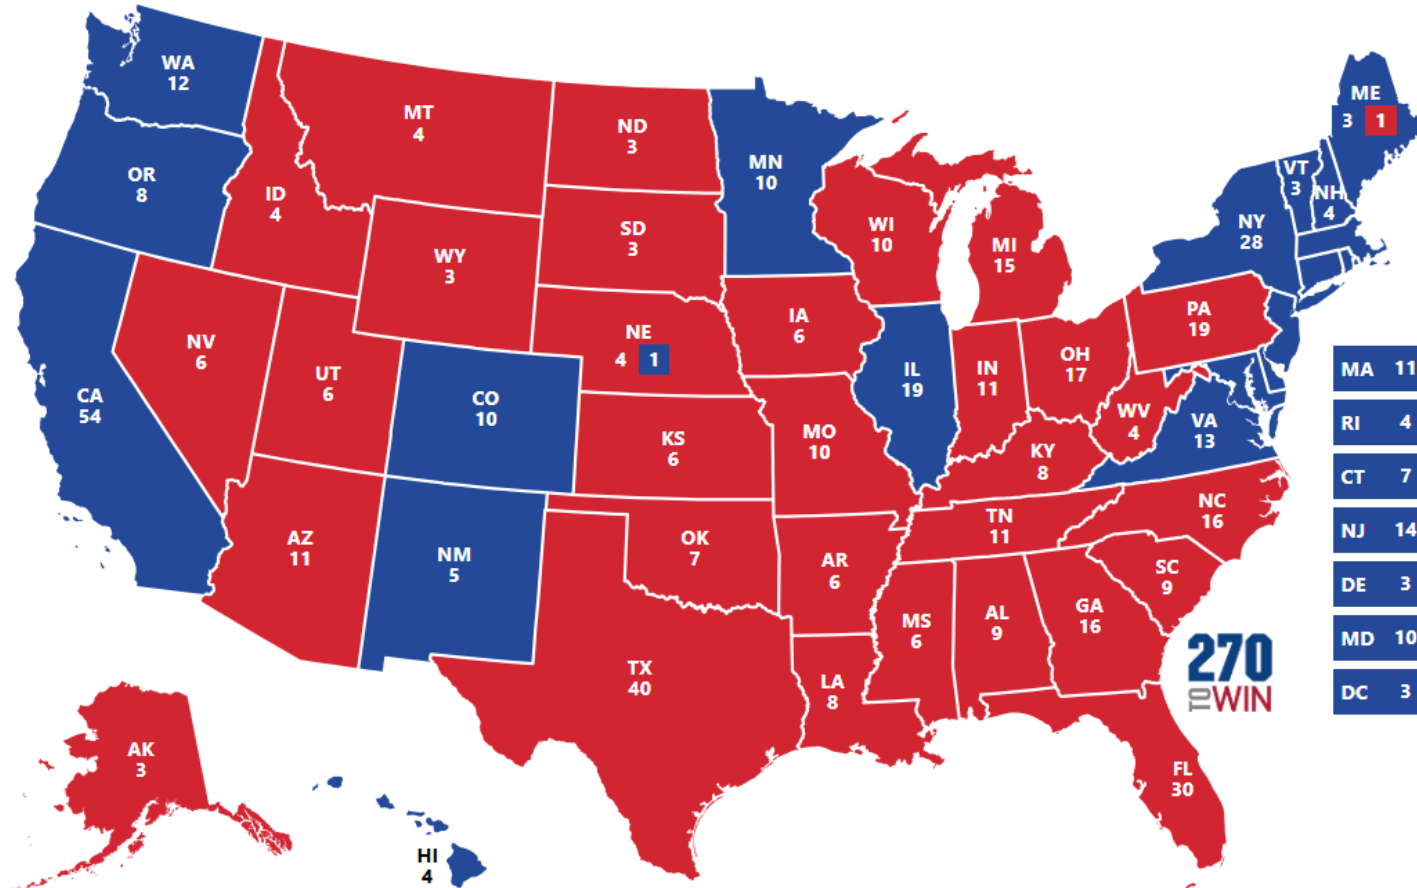 WA
12
OR
8
CA
54
NV
6
ID
4
MT
4
WY
3
UT
6
AZ
11
CO
10
NM
5
ND
3
SD
3
NE
4 1
KS
6
OK
7
TX
40
MN
10
IA
6
MO
10
AR
6
LA
8
WI
10
IL
19
MI
15
IN
11
OH
17
KY
8
TN
11
MS
6
AL
9
GA
16
FL
30
SC
9
NC
16
VA
13
WV
4
PA
19
NY
28
VT
3
NH
4
ME
3 1
MA 11
RI 4
CT 7
NJ 14
DE 3
MD 10
DC 3
AK
3
HI
4
270
TO WIN